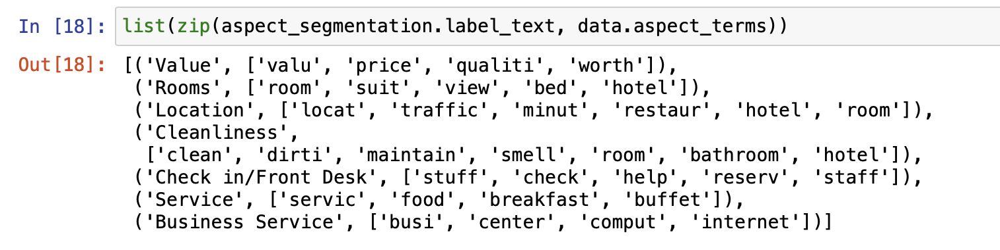 In [18]: list(zip(aspect_segmentation.label_text, data.aspect_terms))
Out[18]: [('Value', ['valu', 'price', 'qualiti', 'worth']),
('Rooms', ['room', 'suit', 'view', 'bed', 'hotel']),
('Location', ['locat', 'traffic', 'minut', 'restaur', 'hotel', 'room']),
('Cleanliness',
['clean', 'dirti', 'maintain', 'smell', 'room', 'bathroom', 'hotel']),
('Check in/Front Desk', ['stuff', 'check', 'help', 'reserv', 'staff']),
('Service', ['servic', 'food', 'breakfast', 'buffet']),
('Business Service', ['busi', 'center', 'comput', 'internet'])]